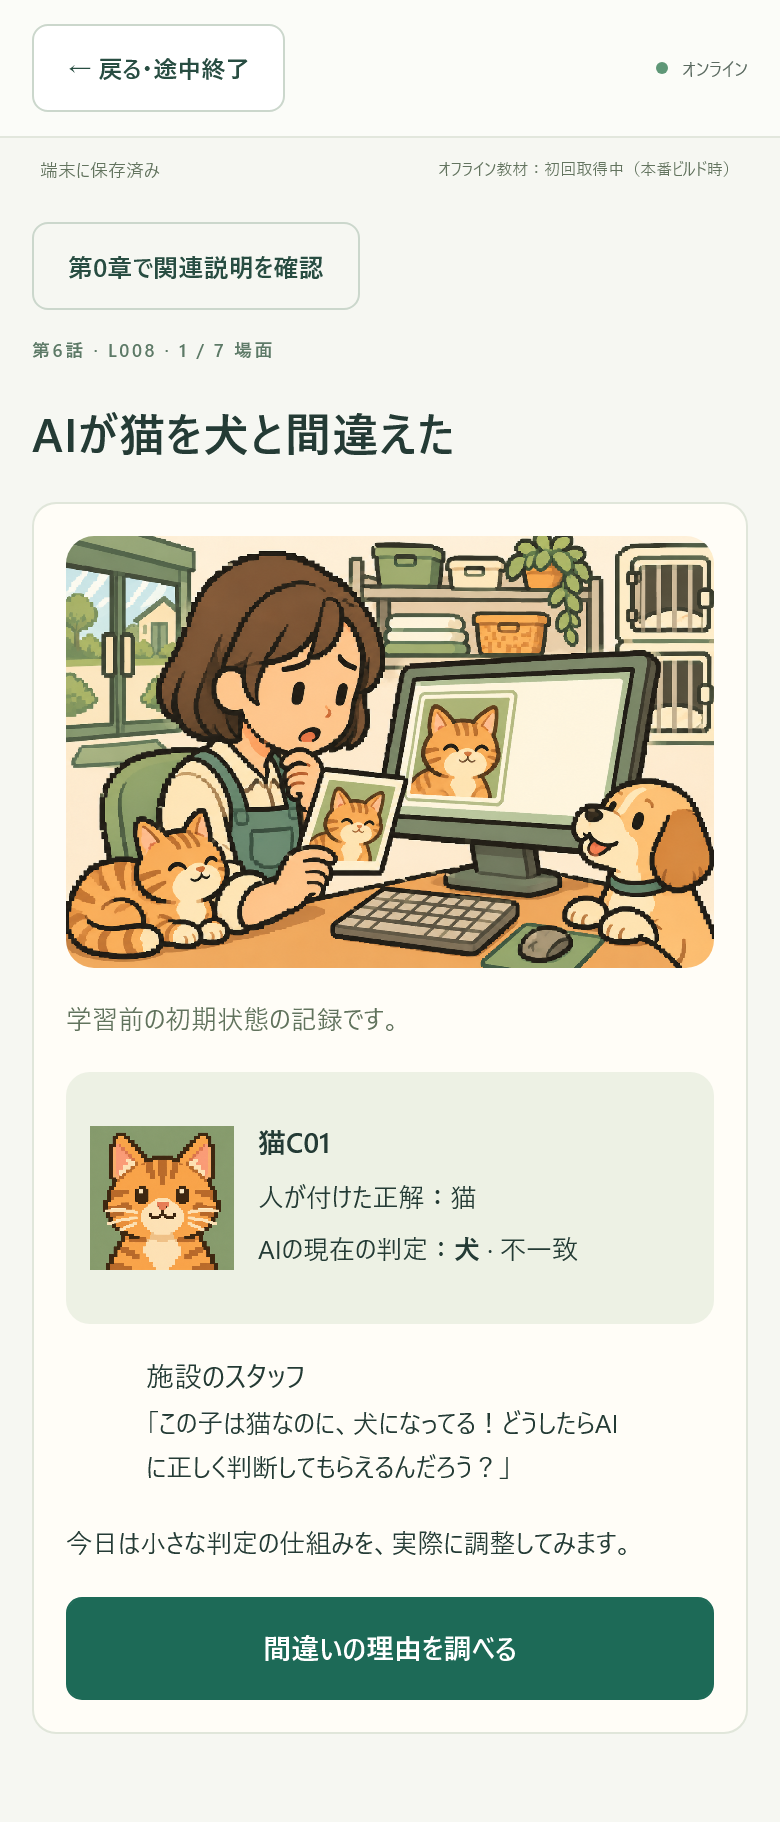 ← 戻る・途中終了
オンライン
端末に保存済み
オフライン教材：初回取得中（本番ビルド時）
第0章で関連説明を確認
第6話 · L008 · 1 / 7 場面
AIが猫を犬と間違えた
学習前の初期状態の記録です。
猫C01
人が付けた正解：猫
AIの現在の判定：犬 · 不一致
施設のスタッフ
「この子は猫なのに、犬になってる！どうしたらAI
に正しく判断してもらえるんだろう？」
今日は小さな判定の仕組みを、実際に調整してみます。
間違いの理由を調べる